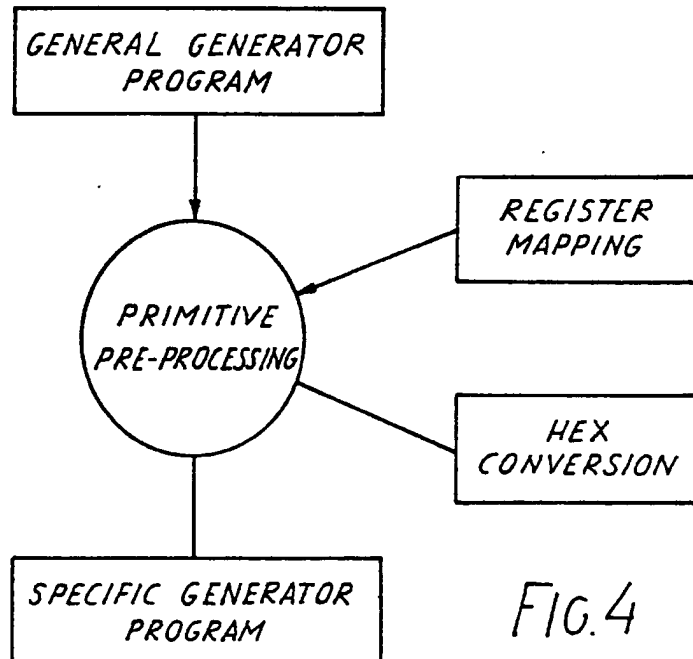 GENERAL GENERATOR
PROGRAM
REGISTER
MAPPING
PRIMITIVE
PRE-PROCESSING
HEX
CONVERSION
SPECIFIC GENERATOR
PROGRAM
FIG.4